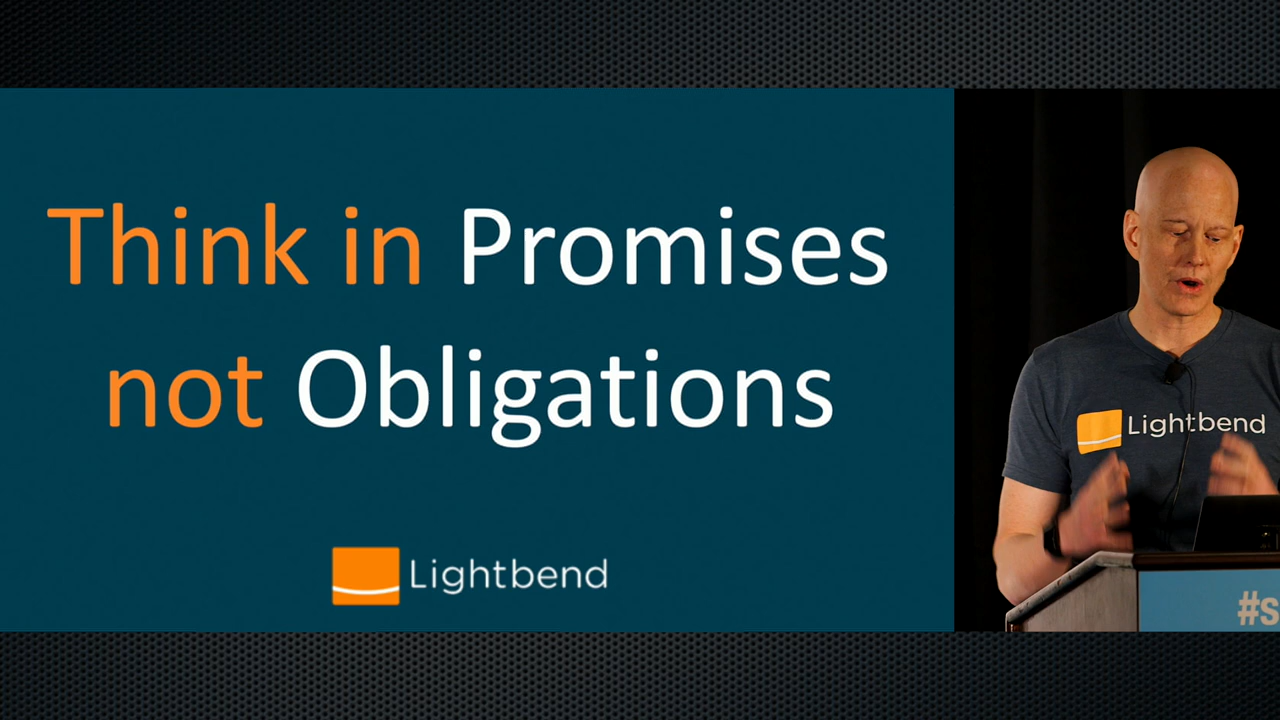 Think in Promises
not Obligations
Lightbend
Lightbend
#s